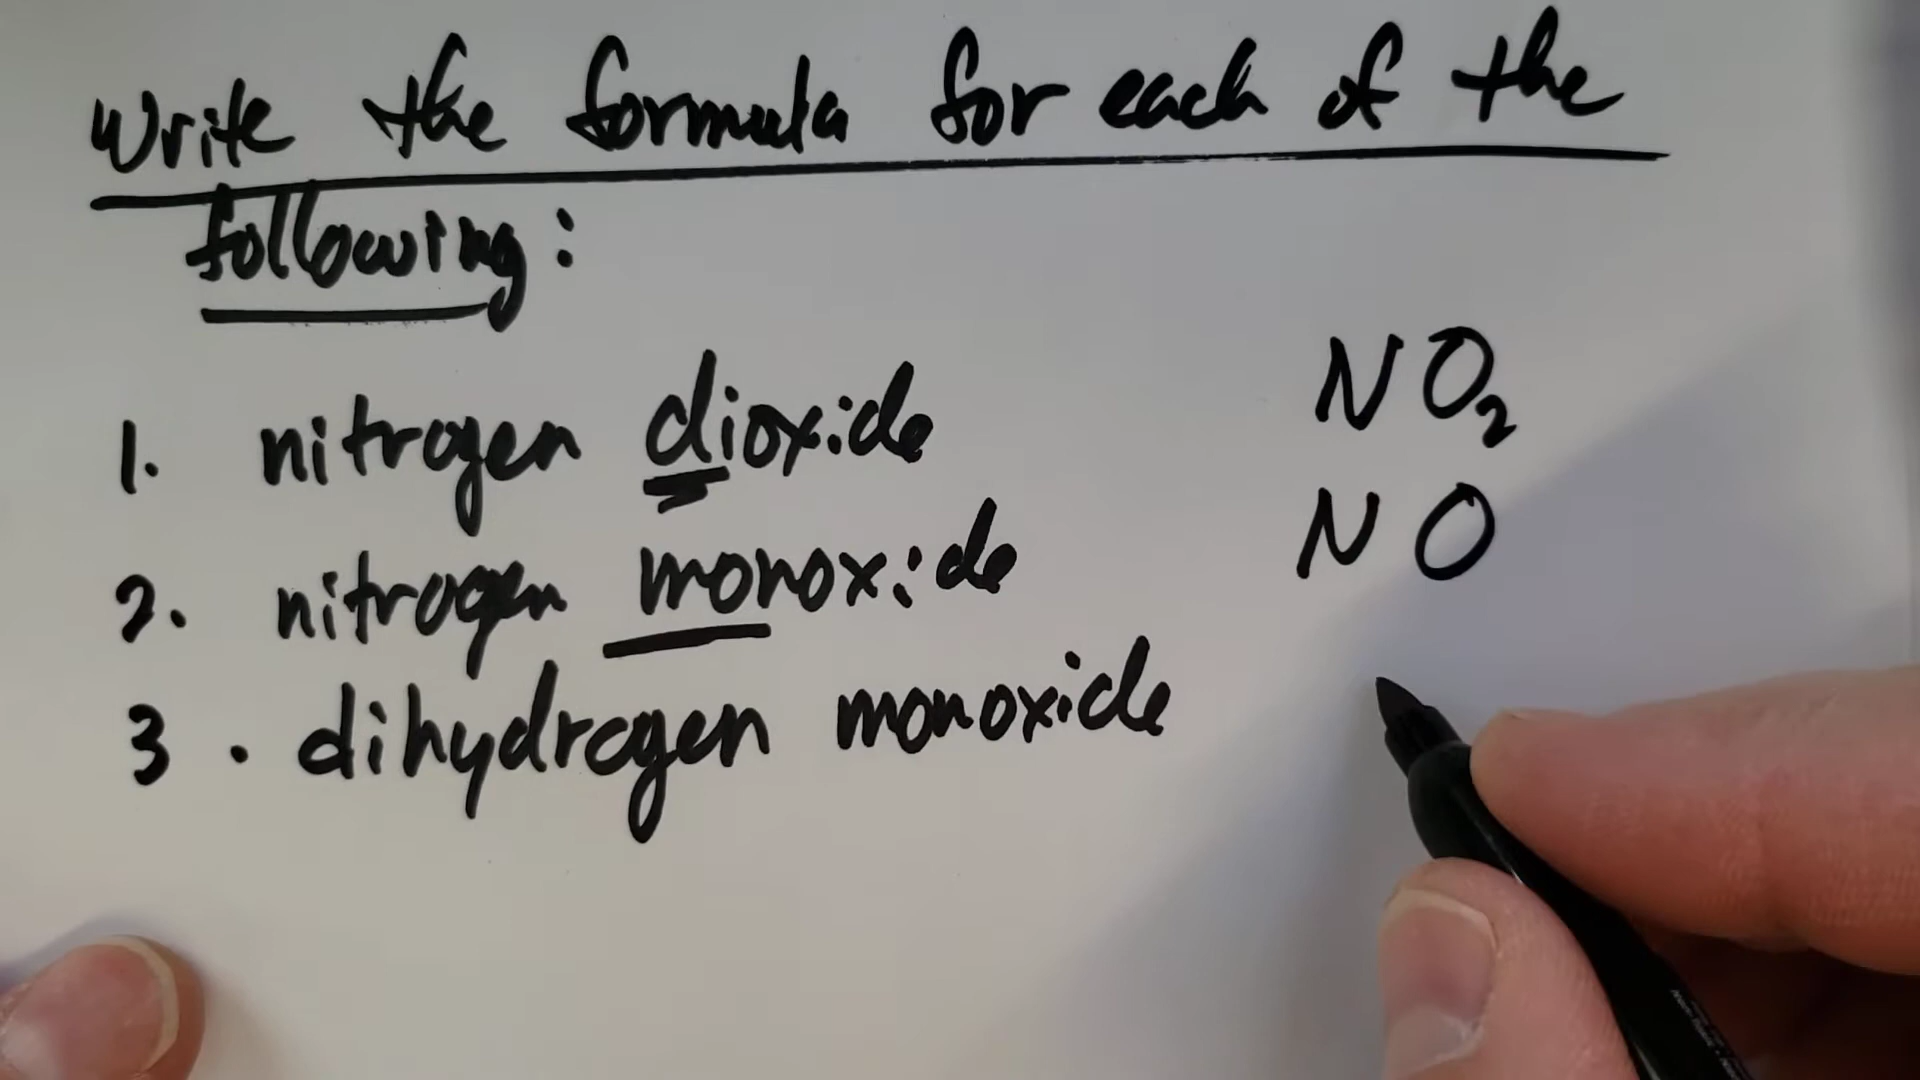 Write the formula for each of the
following:
1. nitrogen dioxide NO₂
2. nitrogen monoxide NO
3. dihydrogen monoxide